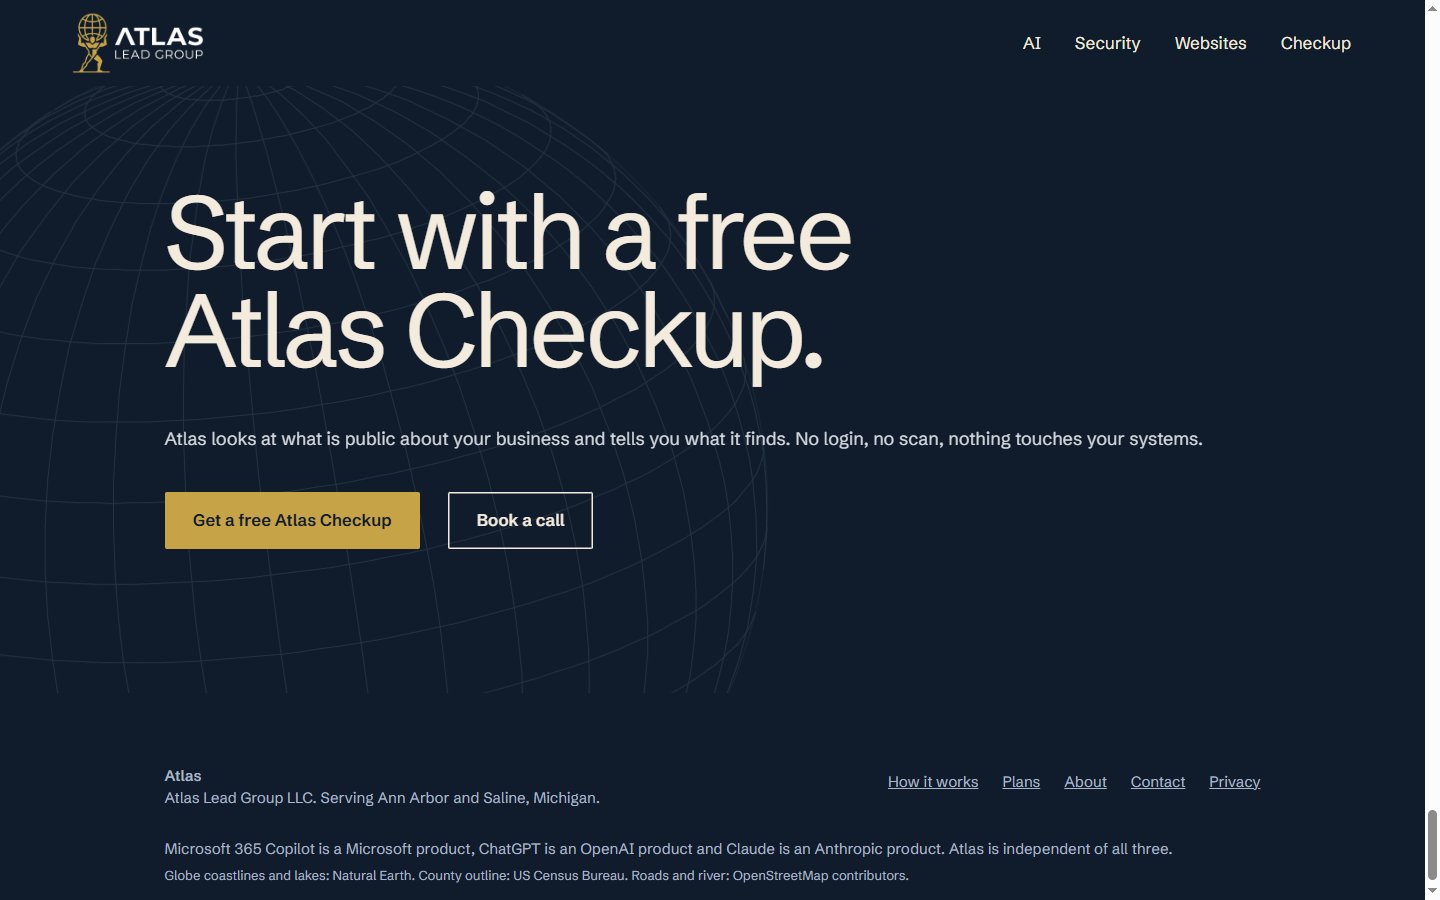 ATLAS
LEAD GROUP
AI Security Websites Checkup
Start with a free
Atlas Checkup.
Atlas looks at what is public about your business and tells you what it finds. No login, no scan, nothing touches your systems.
Get a free Atlas Checkup
Book a call
Atlas
Atlas Lead Group LLC. Serving Ann Arbor and Saline, Michigan.
How it works Plans About Contact Privacy
Microsoft 365 Copilot is a Microsoft product, ChatGPT is an OpenAI product and Claude is an Anthropic product. Atlas is independent of all three.
Globe coastlines and lakes: Natural Earth. County outline: US Census Bureau. Roads and river: OpenStreetMap contributors.